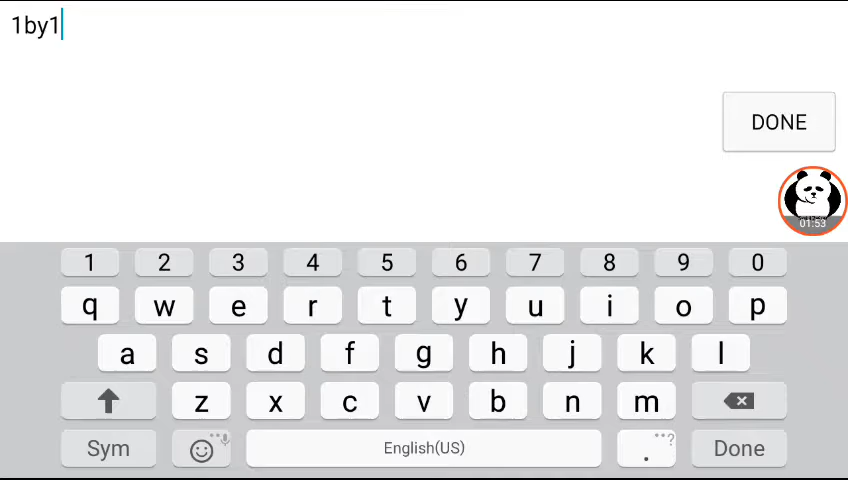 1by1
DONE
01:53
1 2 3 4 5 6 7 8 9 0
q w e r t y u i o p
a s d f g h j k l
z x c v b n m
Sym English(US) . ? Done